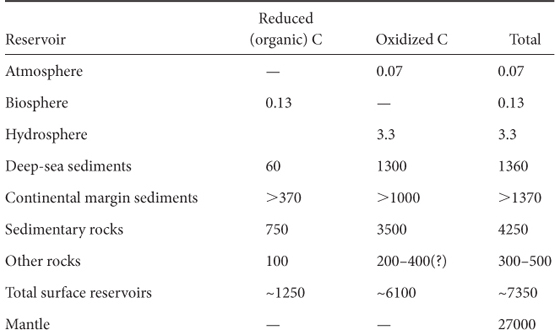 Reduced
Reservoir (organic) C Oxidized C Total
Atmosphere — 0.07 0.07
Biosphere 0.13 — 0.13
Hydrosphere 3.3 3.3
Deep-sea sediments 60 1300 1360
Continental margin sediments >370 >1000 >1370
Sedimentary rocks 750 3500 4250
Other rocks 100 200–400(?) 300–500
Total surface reservoirs ~1250 ~6100 ~7350
Mantle — — 27000